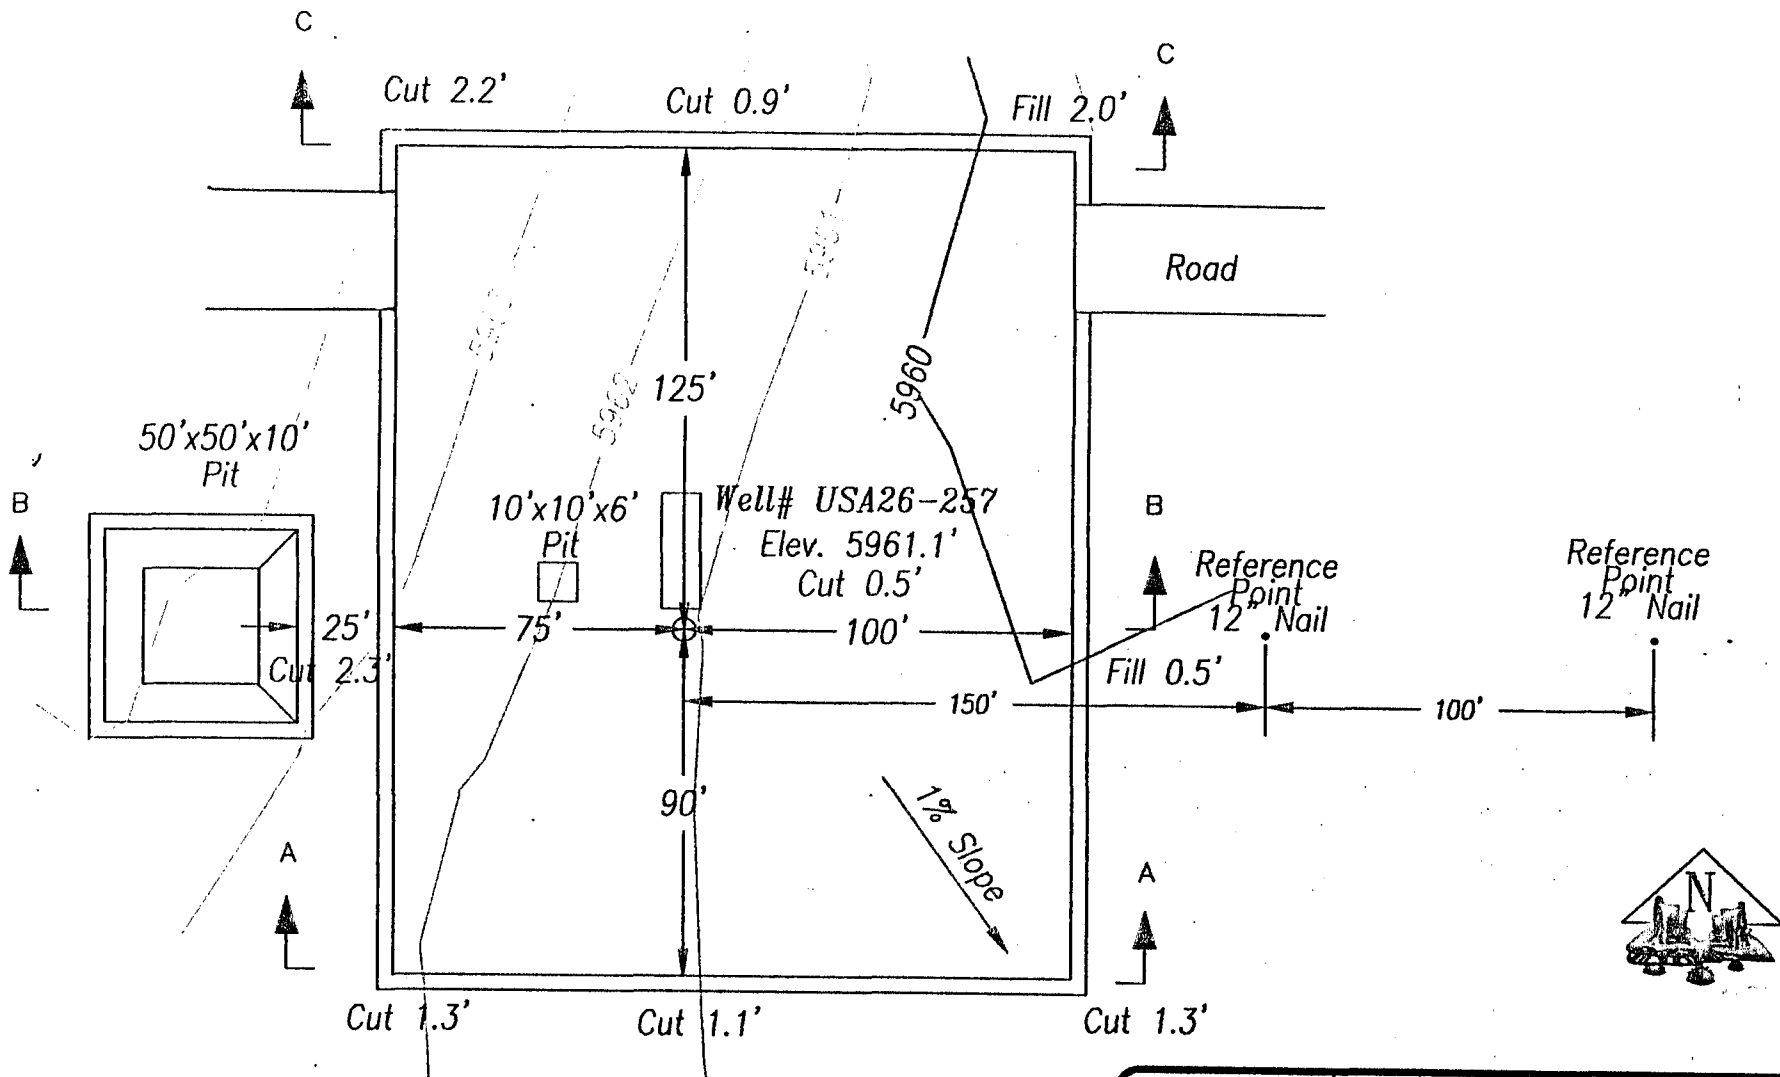 C
C
Cut 2.2'
Cut 0.9'
Fill 2.0'
Road
5961
5962
5960
125'
50'x50'x10'
Pit
B
10'x10'x6'
Pit
Well# USA26-257
Elev. 5961.1'
Cut 0.5'
B
Reference
Point
12" Nail
Reference
Point
12" Nail
25'
75'
100'
Cut 2.3'
Fill 0.5'
150'
100'
90'
1% Slope
A
A
N
Cut 1.3'
Cut 1.1'
Cut 1.3'